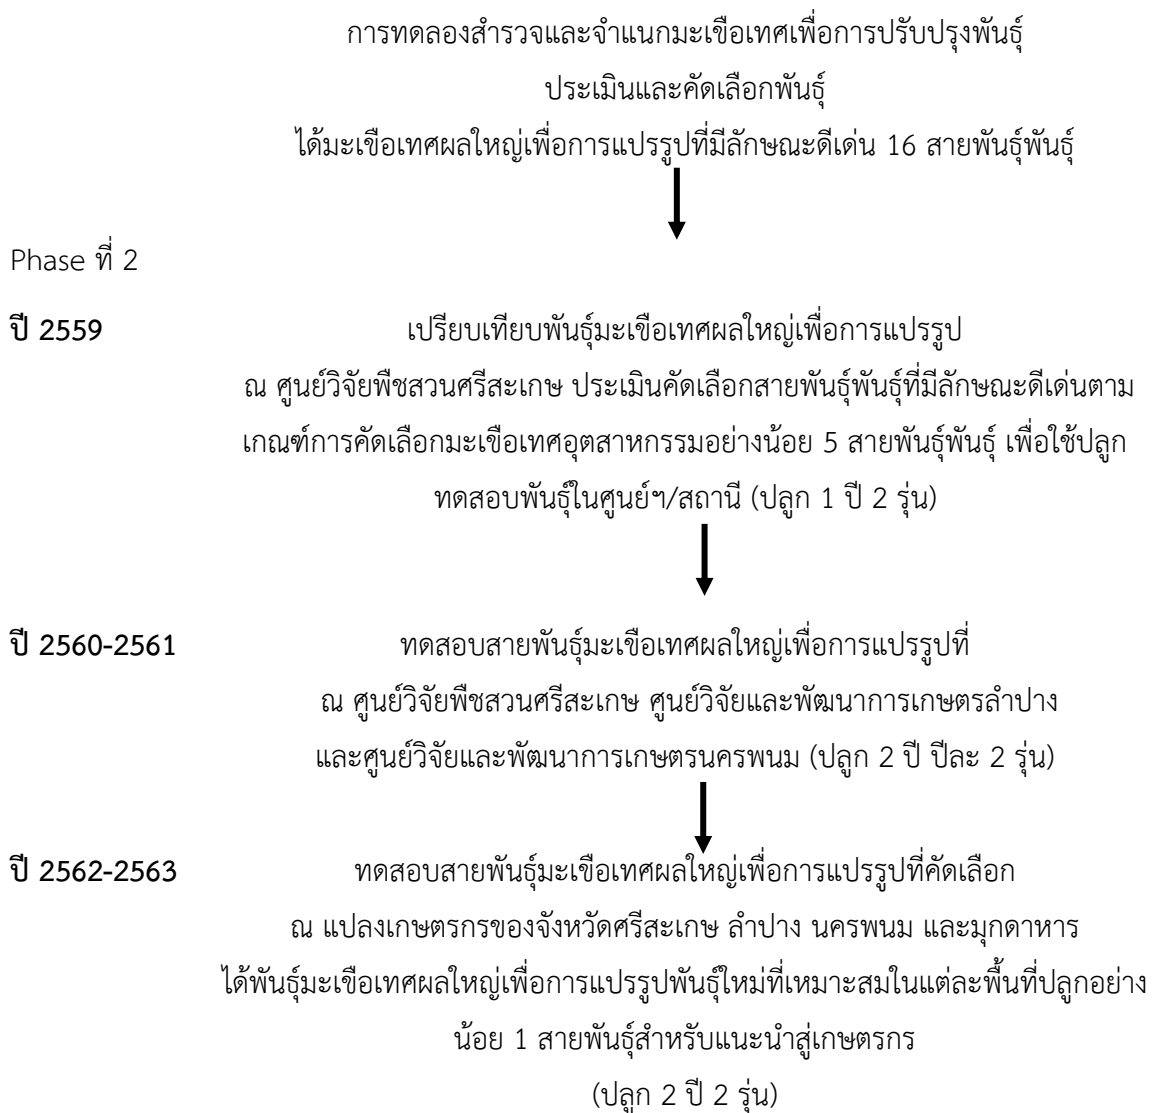 การทดลองสำรวจและจำแนกมะเขือเทศเพื่อการปรับปรุงพันธุ์
ประเมินและคัดเลือกพันธุ์
ได้มะเขือเทศผลใหญ่เพื่อการแปรรูปที่มีลักษณะดีเด่น 16 สายพันธุ์พันธุ์
Phase ที่ 2
ปี 2559 เปรียบเทียบพันธุ์มะเขือเทศผลใหญ่เพื่อการแปรรูป
ณ ศูนย์วิจัยพืชสวนศรีสะเกษ ประเมินคัดเลือกสายพันธุ์พันธุ์ที่มีลักษณะดีเด่นตาม
เกณฑ์การคัดเลือกมะเขือเทศอุตสาหกรรมอย่างน้อย 5 สายพันธุ์พันธุ์ เพื่อใช้ปลูก
ทดสอบพันธุ์ในศูนย์ฯ/สถานี (ปลูก 1 ปี 2 รุ่น)
ปี 2560-2561 ทดสอบสายพันธุ์มะเขือเทศผลใหญ่เพื่อการแปรรูปที่
ณ ศูนย์วิจัยพืชสวนศรีสะเกษ ศูนย์วิจัยและพัฒนาการเกษตรลำปาง
และศูนย์วิจัยและพัฒนาการเกษตรนครพนม (ปลูก 2 ปี ปีละ 2 รุ่น)
ปี 2562-2563 ทดสอบสายพันธุ์มะเขือเทศผลใหญ่เพื่อการแปรรูปที่คัดเลือก
ณ แปลงเกษตรกรของจังหวัดศรีสะเกษ ลำปาง นครพนม และมุกดาหาร
ได้พันธุ์มะเขือเทศผลใหญ่เพื่อการแปรรูปพันธุ์ใหม่ที่เหมาะสมในแต่ละพื้นที่ปลูกอย่าง
น้อย 1 สายพันธุ์สำหรับแนะนำสู่เกษตรกร
(ปลูก 2 ปี 2 รุ่น)